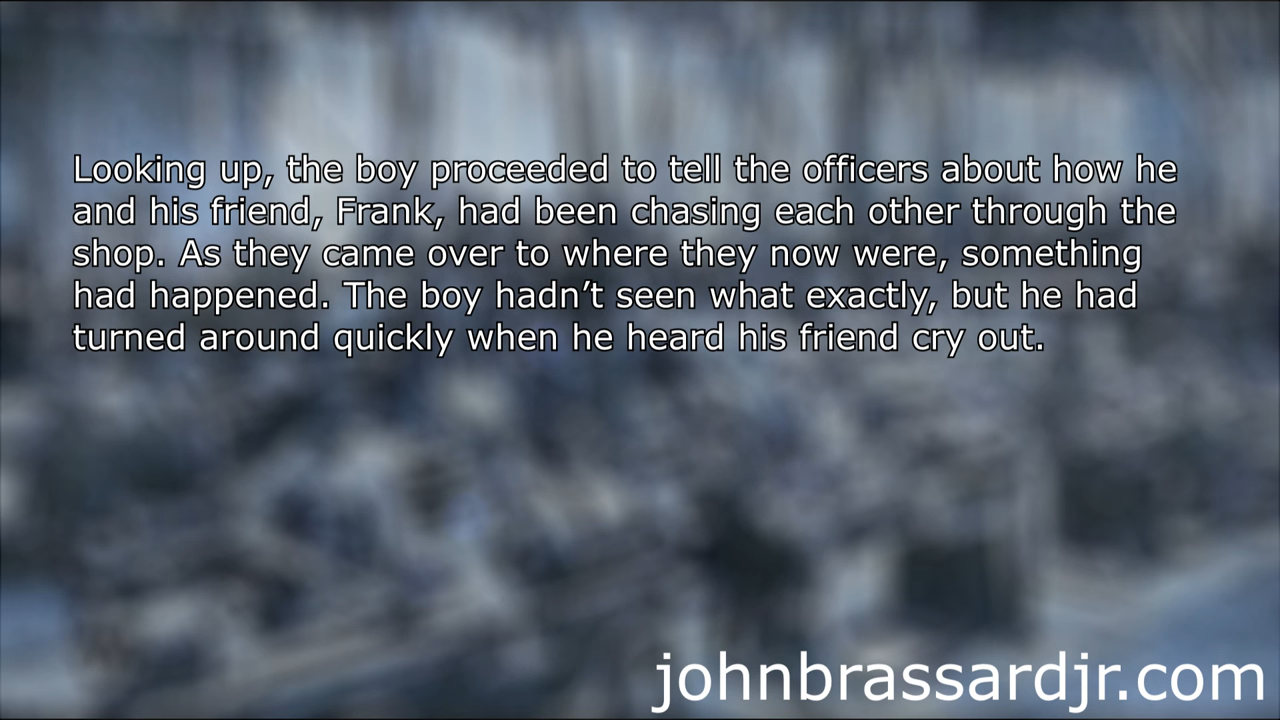 Looking up, the boy proceeded to tell the officers about how he
and his friend, Frank, had been chasing each other through the
shop. As they came over to where they now were, something
had happened. The boy hadn’t seen what exactly, but he had
turned around quickly when he heard his friend cry out.
johnbrassardjr.com